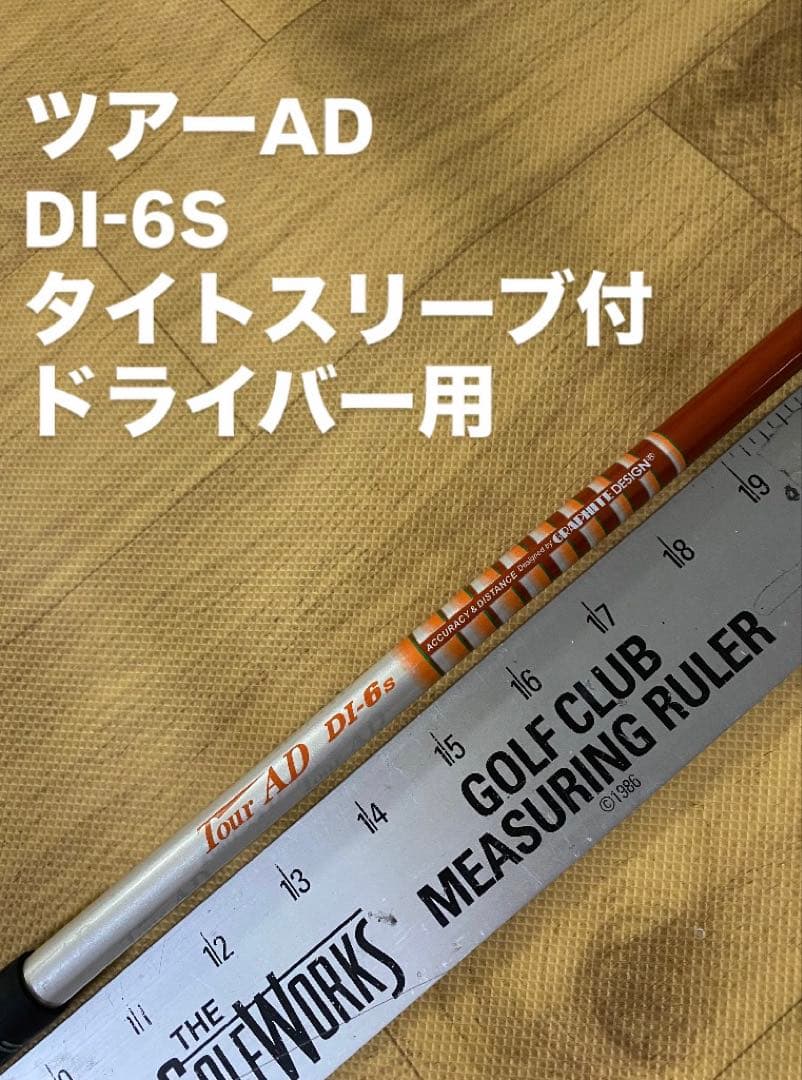 ツアーAD
DI-6S
タイトスリーブ付
ドライバー用
Tour AD DI-6s
ACCURACY & DISTANCE Designed by GRAPHITE DESIGN®
11 12 13 14 15 16 17 18 19
GOLF CLUB
MEASURING RULER
©1986
THE
GOLFWORKS